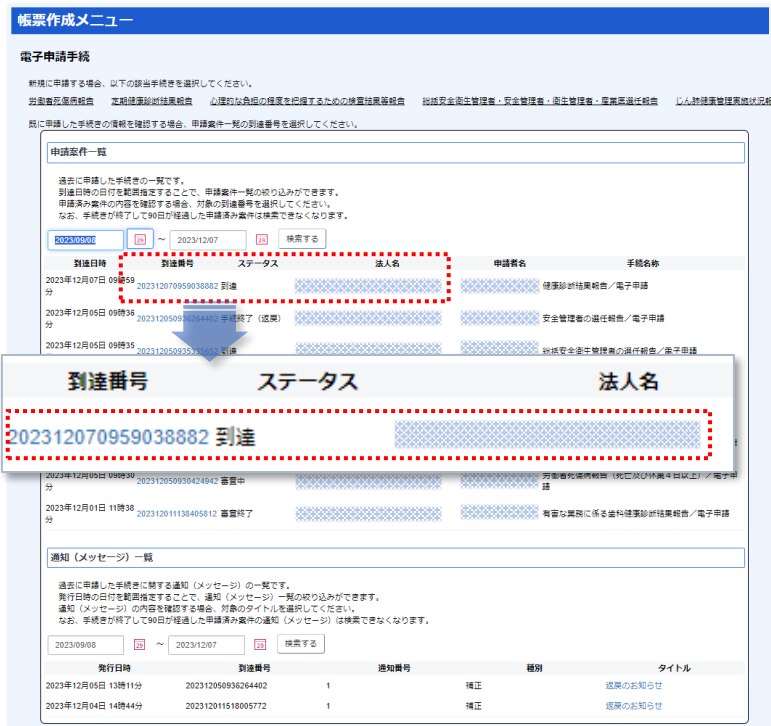 帳票作成メニュー
電子申請手続
新規に申請する場合、以下の該当手続きを選択してください。
労働者死傷病報告 定期健康診断結果報告 心理的な負担の程度を把握するための検査結果等報告 総括安全衛生管理者・安全管理者・衛生管理者・産業医選任報告 じん肺健康管理実施状況報
既に申請した手続きの情報を確認する場合、申請案件一覧の到達番号を選択してください。
申請案件一覧
過去に申請した手続きの一覧です。
到達日時の日付を範囲指定することで、申請案件一覧の絞り込みができます。
申請済み案件の内容を確認する場合、対象の到達番号を選択してください。
なお、手続きが終了して90日が経過した申請済み案件は検索できなくなります。
2023/09/08 29 ～ 2023/12/07 29 検索する
到達日時 到達番号 ステータス 法人名 申請者名 手続名称
2023年12月07日 09時59分 202312070959038882 到達 健康診断結果報告／電子申請
2023年12月05日 09時36分 202312050936264402 手続終了（返戻） 安全管理者の選任報告／電子申請
2023年12月05日 09時35 202312050935395652 到達 総括安全衛生管理者の選任報告／電子申請
到達番号 ステータス 法人名
202312070959038882 到達
2023年12月05日 09時30分 202312050930424942 審査中 労働者死傷病報告（死亡及び休業４日以上）／電子申請
2023年12月01日 11時38分 202312011138405812 審査終了 有害な業務に係る歯科健康診断結果報告／電子申請
通知（メッセージ）一覧
過去に申請した手続きに関する通知（メッセージ）の一覧です。
発行日時の日付を範囲指定することで、通知（メッセージ）一覧の絞り込みができます。
通知（メッセージ）の内容を確認する場合、対象のタイトルを選択してください。
なお、手続きが終了して90日が経過した申請済み案件の通知（メッセージ）は検索できなくなります。
2023/09/08 29 ～ 2023/12/07 29 検索する
発行日時 到達番号 通知番号 種別 タイトル
2023年12月05日 13時11分 202312050936264402 1 補正 返戻のお知らせ
2023年12月04日 14時44分 202312011518005772 1 補正 返戻のお知らせ